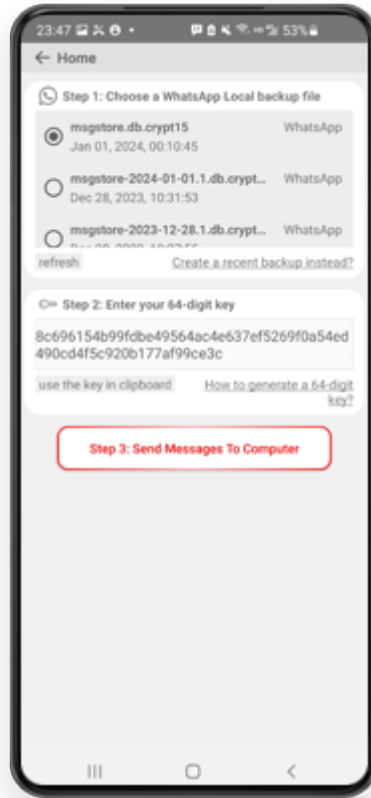 23:47 53%
Home
Step 1: Choose a WhatsApp Local backup file
msgstore.db.crypt15 WhatsApp
Jan 01, 2024, 00:10:45
msgstore-2024-01-01.1.db.crypt... WhatsApp
Dec 28, 2023, 10:31:53
msgstore-2023-12-28.1.db.crypt... WhatsApp
refresh Create a recent backup instead?
Step 2: Enter your 64-digit key
8c696154b99fdbe49564ac4e637ef5269f0a54ed
490cd4f5c920b177af99ce3c
use the key in clipboard How to generate a 64-digit
key?
Step 3: Send Messages To Computer